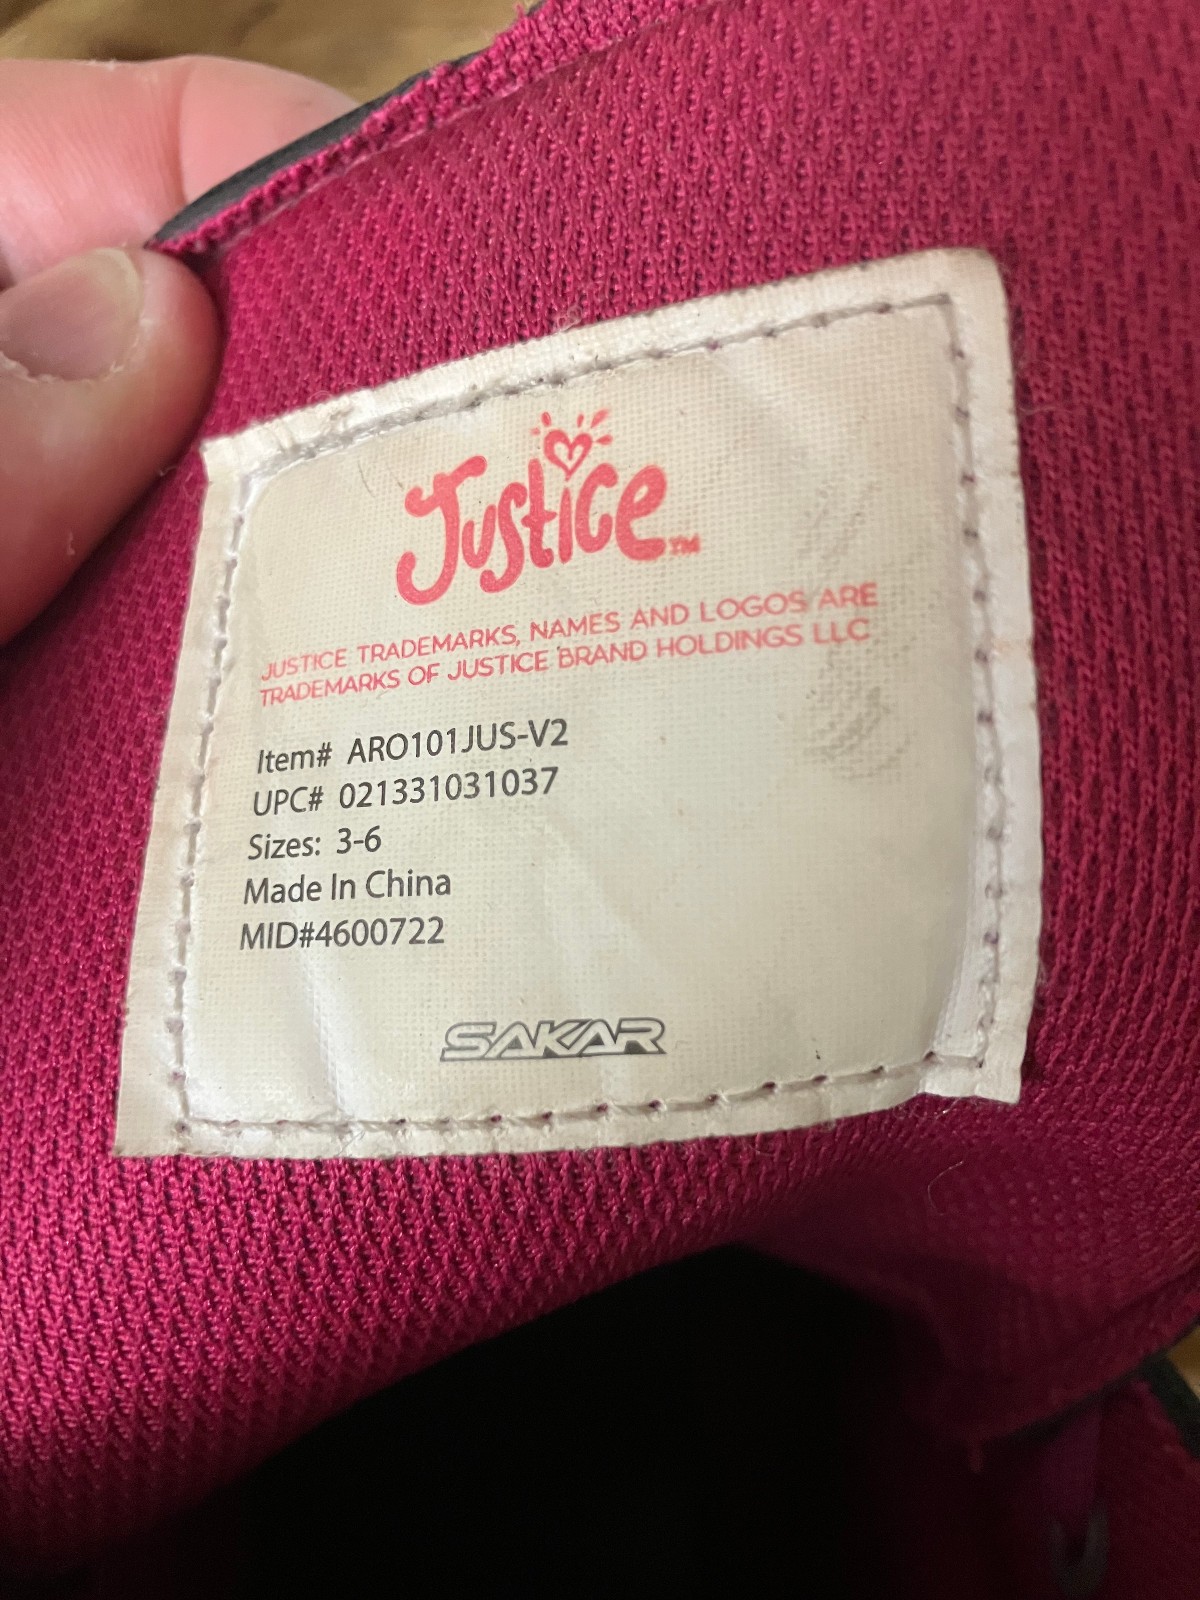 Justice™
JUSTICE TRADEMARKS, NAMES AND LOGOS ARE
TRADEMARKS OF JUSTICE BRAND HOLDINGS LLC
Item# ARO101JUS-V2
UPC# 021331031037
Sizes: 3-6
Made In China
MID#4600722
SAKAR